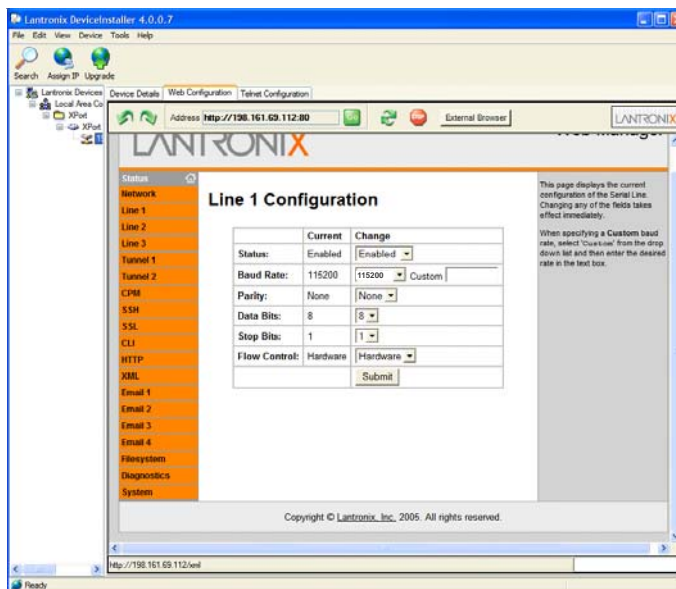 Lantronix DeviceInstaller 4.0.0.7
File Edit View Device Tools Help
Search Assign IP Upgrade
Lantronix Devices
Local Area Co
XPort
XPort
Device Details Web Configuration Telnet Configuration
Address http://198.161.69.112:80 External Browser LANTRONIX
LANTRONIX Web Manager
Status
Network
Line 1
Line 2
Line 3
Tunnel 1
Tunnel 2
CPM
SSH
SSL
CLI
HTTP
XML
Email 1
Email 2
Email 3
Email 4
Filesystem
Diagnostics
System
Line 1 Configuration
Current Change
Status: Enabled Enabled
Baud Rate: 115200 115200 Custom
Parity: None None
Data Bits: 8 8
Stop Bits: 1 1
Flow Control: Hardware Hardware
Submit
This page displays the current
configuration of the Serial Line.
Changing any of the fields takes
effect immediately.
When specifying a Custom baud
rate, select 'Custom' from the drop
down list and then enter the desired
rate in the text box.
Copyright © Lantronix, Inc. 2005. All rights reserved.
http://198.161.69.112/xml
Ready